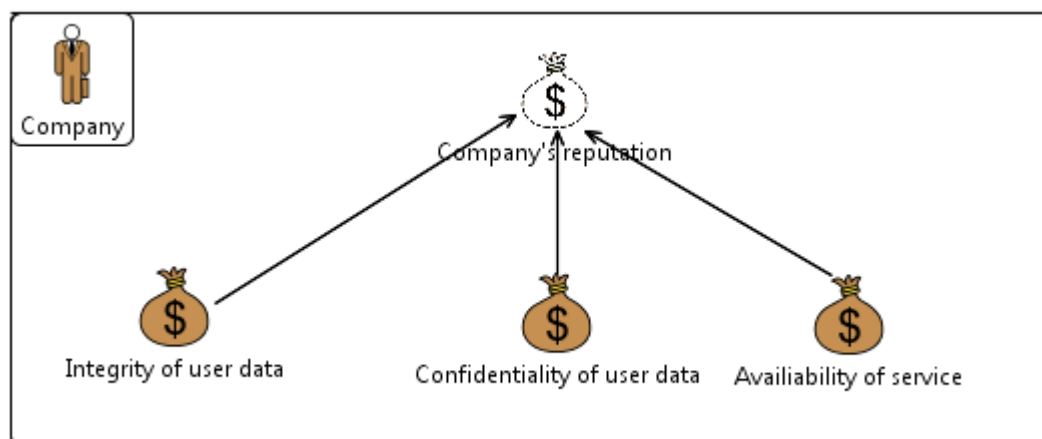 Company
$
Company's reputation
$
$
$
Integrity of user data
Confidentiality of user data
Availiability of service